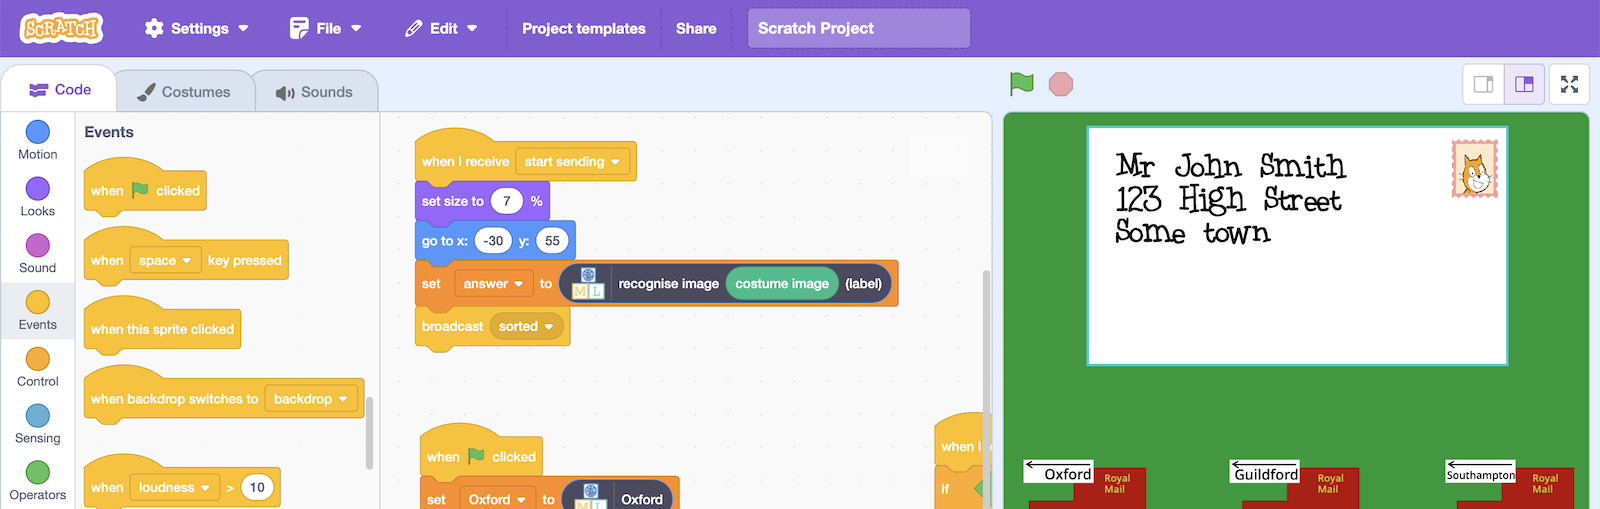 SCRATCH
Settings
File
Edit
Project templates
Share
Scratch Project
Code
Costumes
Sounds
Motion
Looks
Sound
Events
Control
Sensing
Operators
Events
when clicked
when space key pressed
when this sprite clicked
when backdrop switches to backdrop
when loudness > 10
when I receive start sending
set size to 7 %
go to x: -30 y: 55
set answer to ML recognise image costume image (label)
broadcast sorted
when clicked
set Oxford to ML Oxford
when I
if
Mr John Smith
123 High Street
Some town
Oxford
Royal
Mail
Guildford
Royal
Mail
Southampton
Royal
Mail